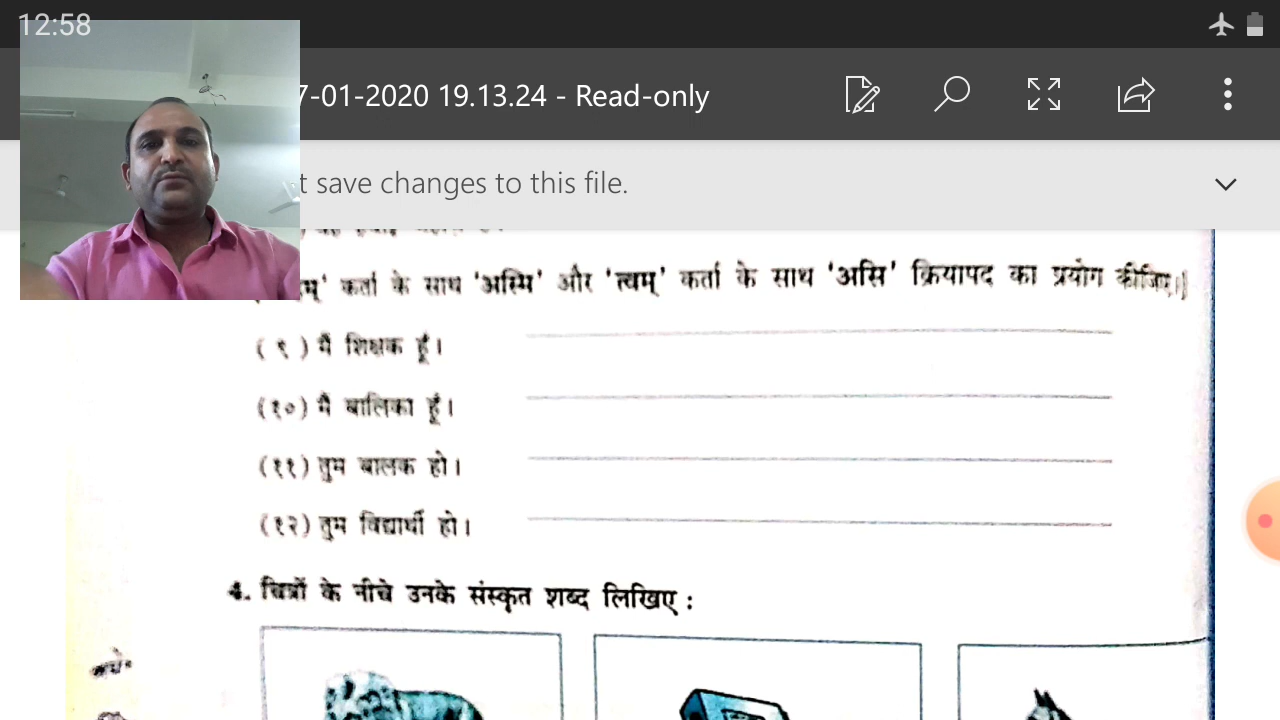 12:58
7-01-2020 19.13.24 - Read-only
t save changes to this file.
कर्ता के साथ 'अस्मि' और 'त्वम्' कर्ता के साथ 'असि' क्रियापद का प्रयोग कीजिए।]
(९) मैं शिक्षक हूँ।
(१०) मैं बालिका हूँ।
(११) तुम बालक हो।
(१२) तुम विद्यार्थी हो।
4. चित्रों के नीचे उनके संस्कृत शब्द लिखिए :